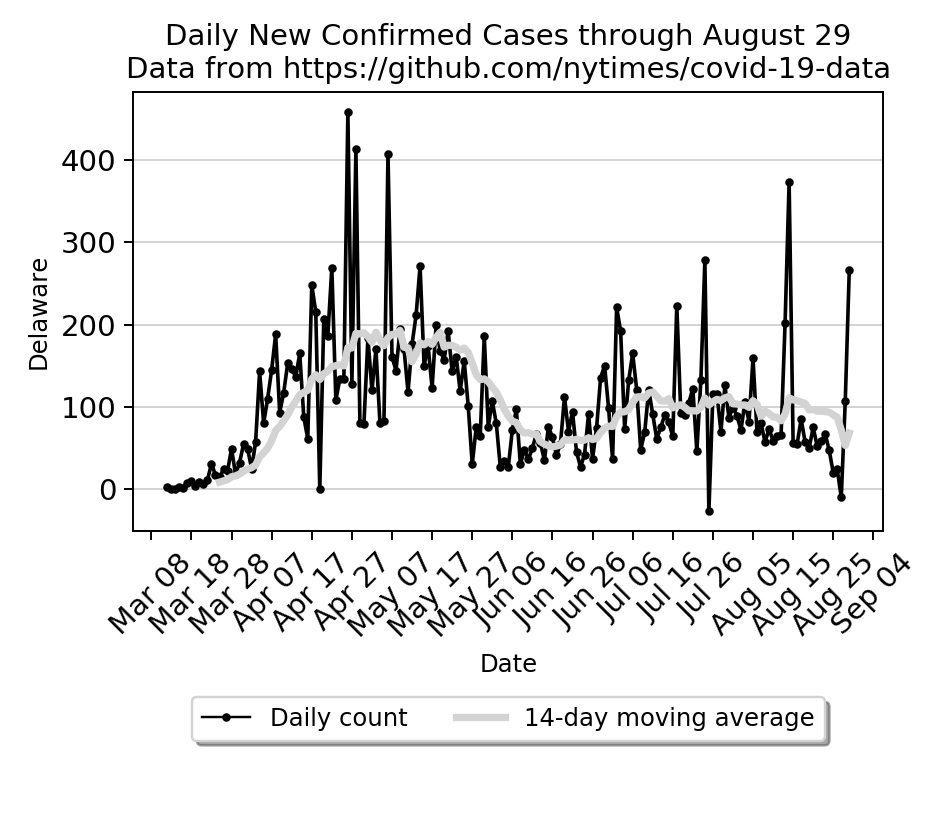 Daily New Confirmed Cases through August 29
Data from https://github.com/nytimes/covid-19-data
Delaware
400
300
200
100
0
Mar 08
Mar 18
Mar 28
Apr 07
Apr 17
Apr 27
May 07
May 17
May 27
Jun 06
Jun 16
Jun 26
Jul 06
Jul 16
Jul 26
Aug 05
Aug 15
Aug 25
Sep 04
Date
Daily count
14-day moving average